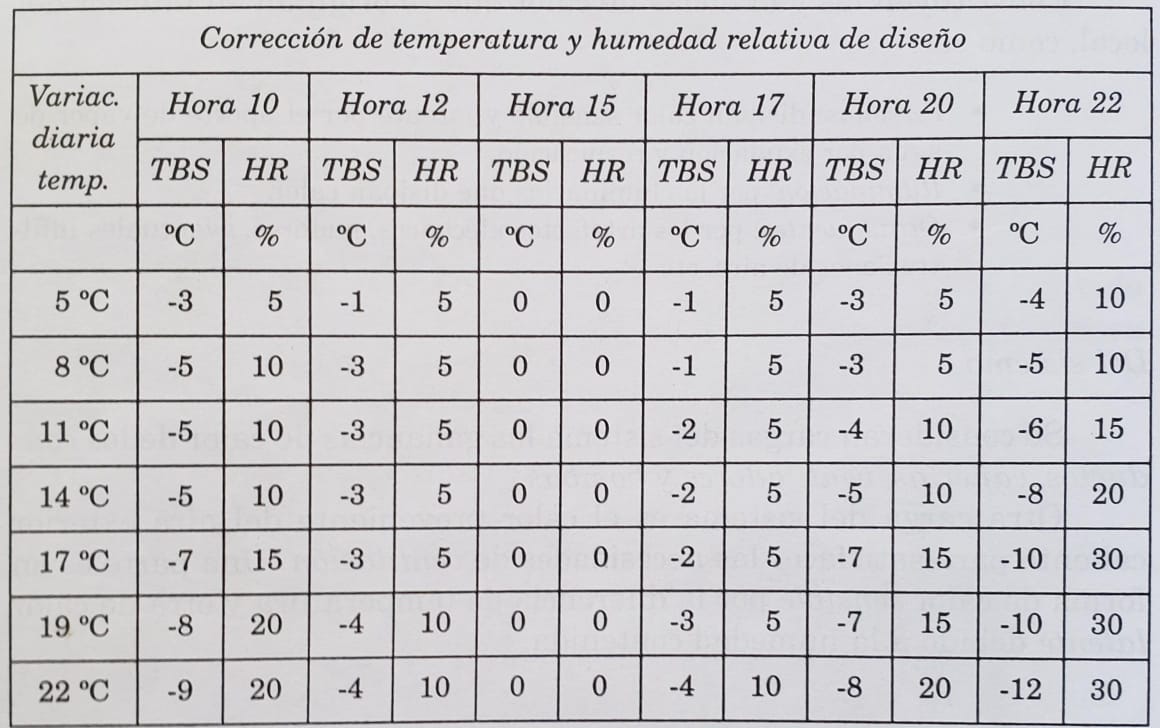 Corrección de temperatura y humedad relativa de diseño
Variac. diaria temp. Hora 10 Hora 12 Hora 15 Hora 17 Hora 20 Hora 22
TBS HR TBS HR TBS HR TBS HR TBS HR TBS HR
ºC % ºC % ºC % ºC % ºC % ºC %
5 ºC -3 5 -1 5 0 0 -1 5 -3 5 -4 10
8 ºC -5 10 -3 5 0 0 -1 5 -3 5 -5 10
11 ºC -5 10 -3 5 0 0 -2 5 -4 10 -6 15
14 ºC -5 10 -3 5 0 0 -2 5 -5 10 -8 20
17 ºC -7 15 -3 5 0 0 -2 5 -7 15 -10 30
19 ºC -8 20 -4 10 0 0 -3 5 -7 15 -10 30
22 ºC -9 20 -4 10 0 0 -4 10 -8 20 -12 30